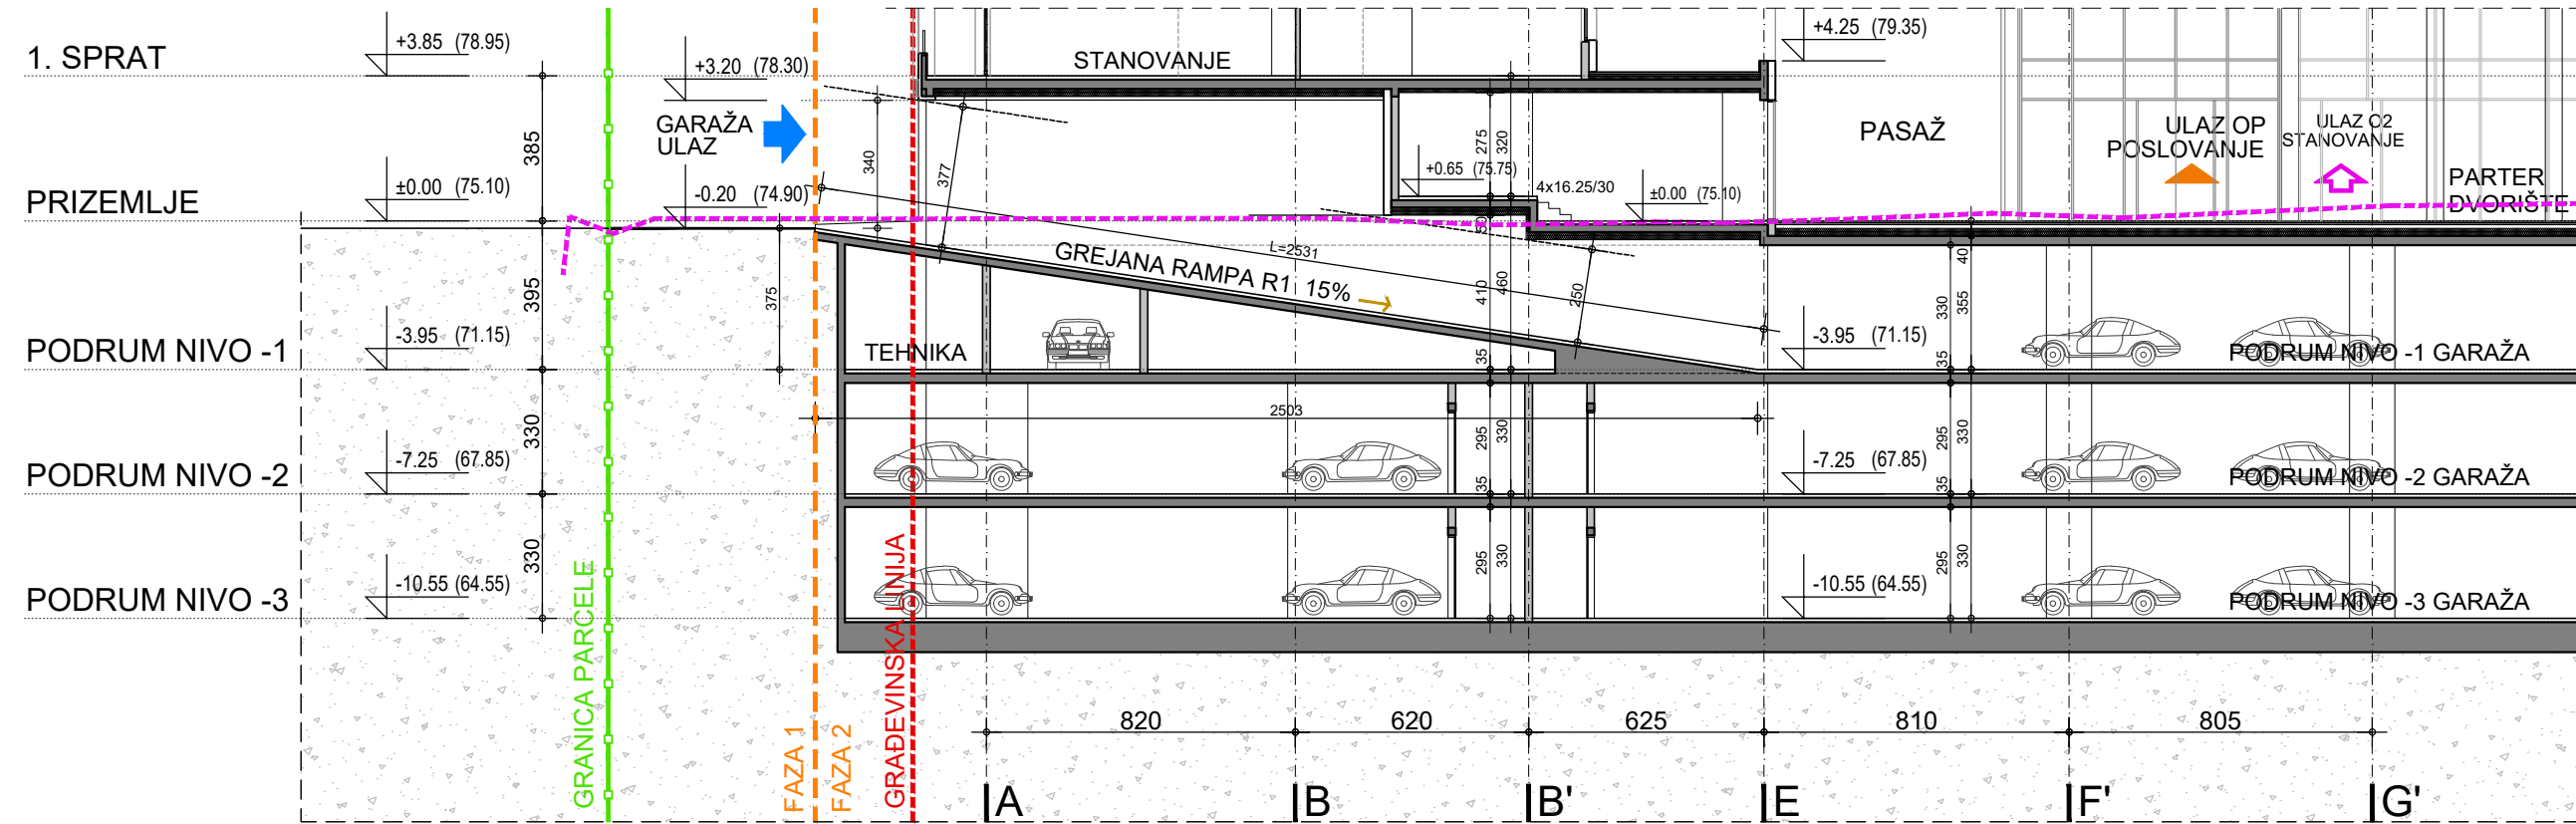 1. SPRAT
+3.85 (78.95)
+3.20 (78.30)
STANOVANJE
+4.25 (79.35)
GARAŽA
ULAZ
385
340
377
275
320
PASAŽ
ULAZ OP
POSLOVANJE
ULAZ O2
STANOVANJE
+0.65 (75.75)
4x16.25/30
±0.00 (75.10)
PRIZEMLJE
±0.00 (75.10)
-0.20 (74.90)
PARTER
DVORIŠTE
L=2531
GREJANA RAMPA R1 15%
395
375
410
460
250
40
330
355
PODRUM NIVO -1
-3.95 (71.15)
TEHNIKA
35
-3.95 (71.15)
35
PODRUM NIVO -1 GARAŽA
2503
330
295
330
295
330
PODRUM NIVO -2
-7.25 (67.85)
35
-7.25 (67.85)
35
PODRUM NIVO -2 GARAŽA
330
295
330
295
330
PODRUM NIVO -3
-10.55 (64.55)
-10.55 (64.55)
PODRUM NIVO -3 GARAŽA
GRANICA PARCELE
FAZA 1
FAZA 2
GRAĐEVINSKA LINIJA
820
620
625
810
805
A
B
B'
E
F'
G'